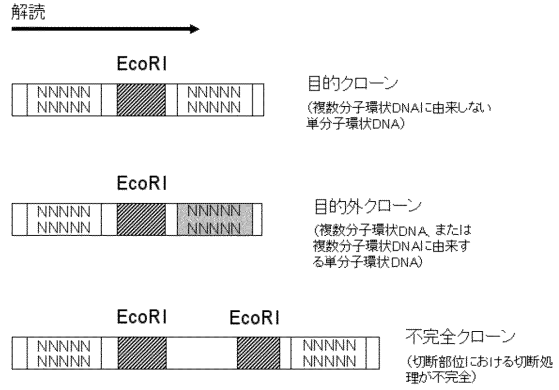 解読
EcoRI
NNNNN
NNNNN
NNNNN
NNNNN
目的クローン
(複数分子環状DNAに由来しない
単分子環状DNA)
EcoRI
NNNNN
NNNNN
NNNNN
NNNNN
目的外クローン
(複数分子環状DNA、または
複数分子環状DNAに由来す
る単分子環状DNA)
EcoRI
EcoRI
NNNNN
NNNNN
NNNNN
NNNNN
不完全クローン
(切断部位における切断処
理が不完全)